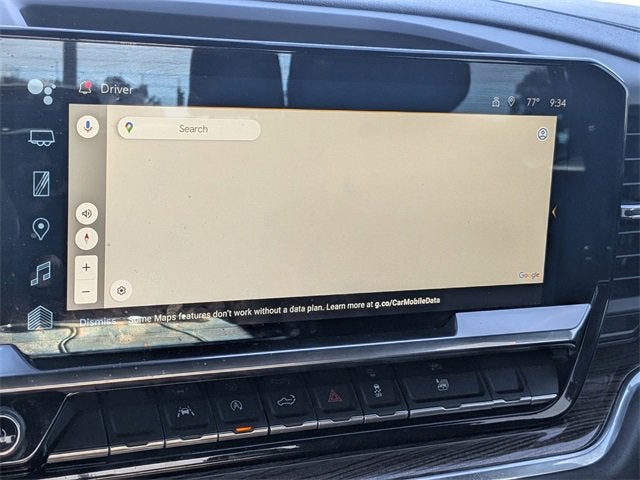 Driver
77° 9:34
Search
Google
Dismiss Some Maps features don't work without a data plan. Learn more at g.co/CarMobileData